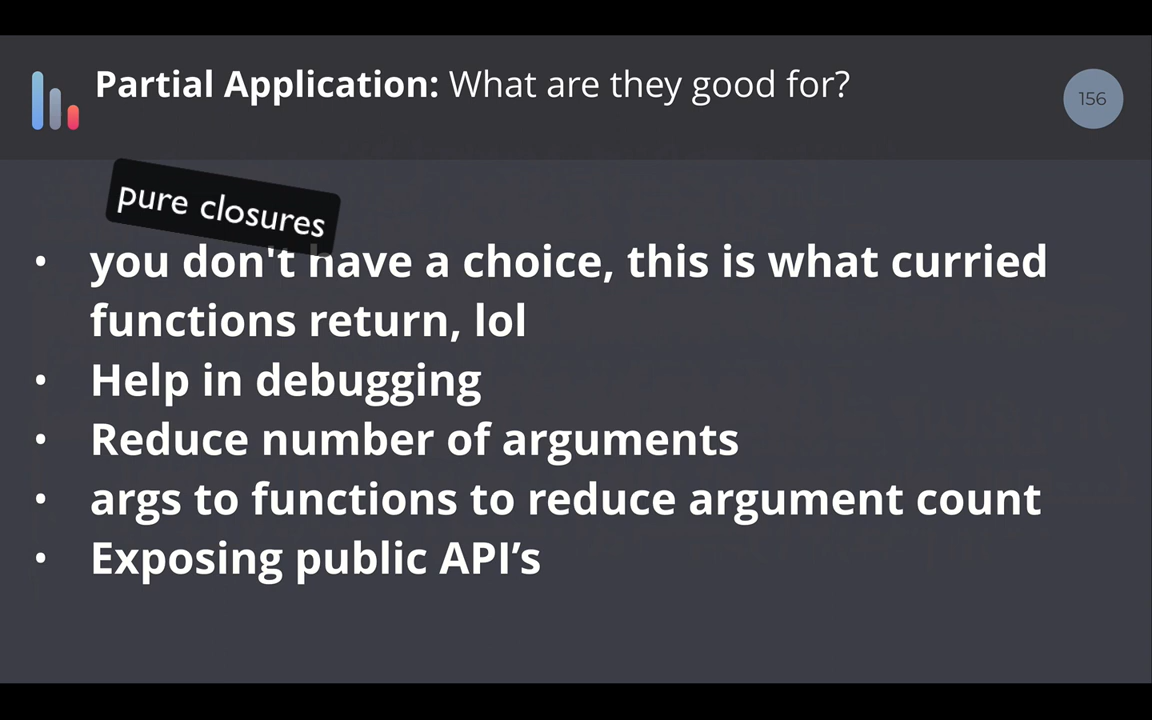 Partial Application: What are they good for?
156
pure closures
• you don't have a choice, this is what curried
functions return, lol
• Help in debugging
• Reduce number of arguments
• args to functions to reduce argument count
• Exposing public API’s